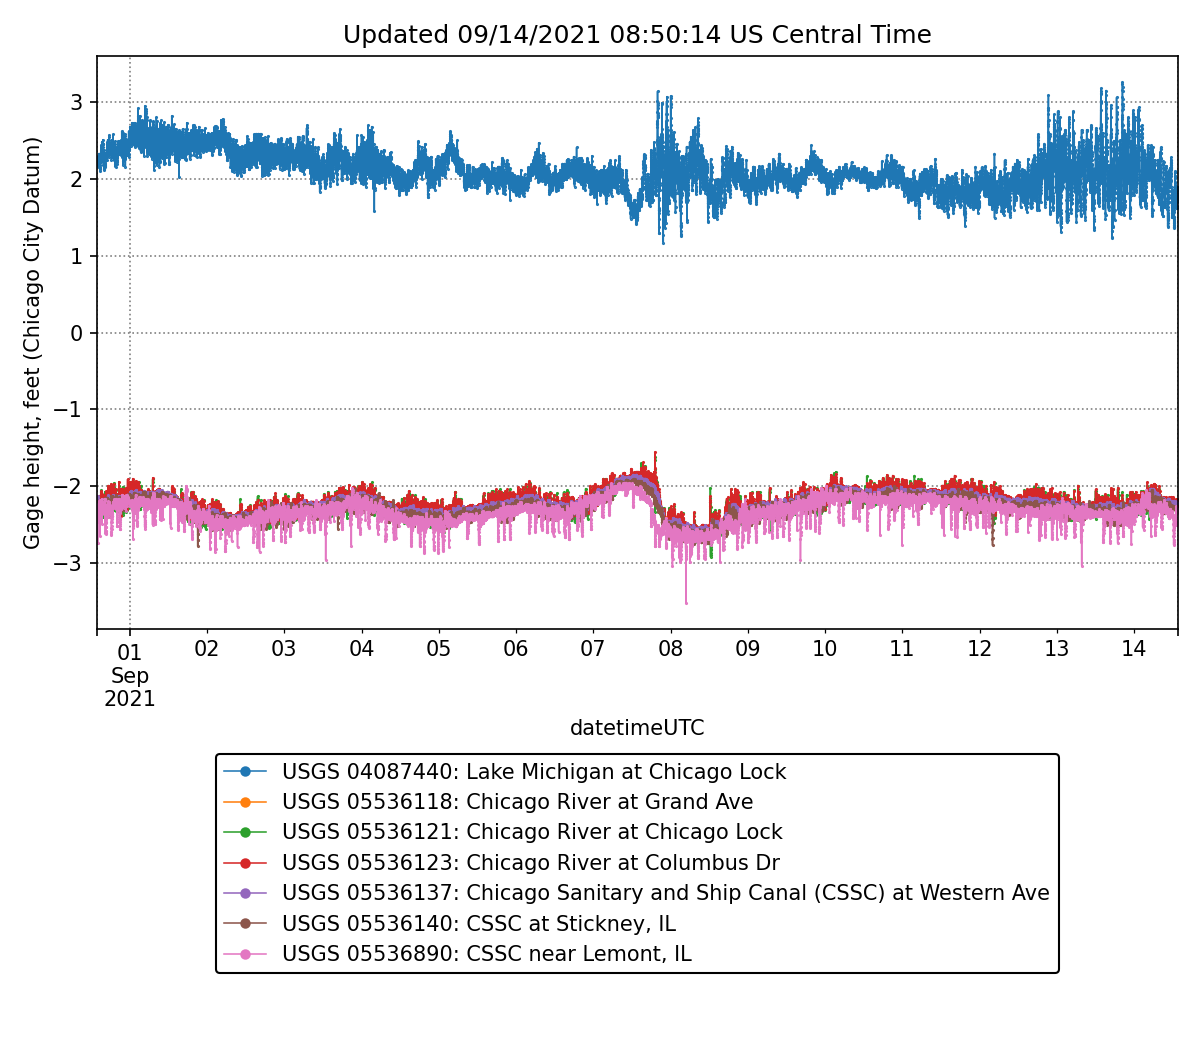 Updated 09/14/2021 08:50:14 US Central Time
Gage height, feet (Chicago City Datum)
3
2
1
0
−1
−2
−3
01 02 03 04 05 06 07 08 09 10 11 12 13 14
Sep
2021
datetimeUTC
USGS 04087440: Lake Michigan at Chicago Lock
USGS 05536118: Chicago River at Grand Ave
USGS 05536121: Chicago River at Chicago Lock
USGS 05536123: Chicago River at Columbus Dr
USGS 05536137: Chicago Sanitary and Ship Canal (CSSC) at Western Ave
USGS 05536140: CSSC at Stickney, IL
USGS 05536890: CSSC near Lemont, IL